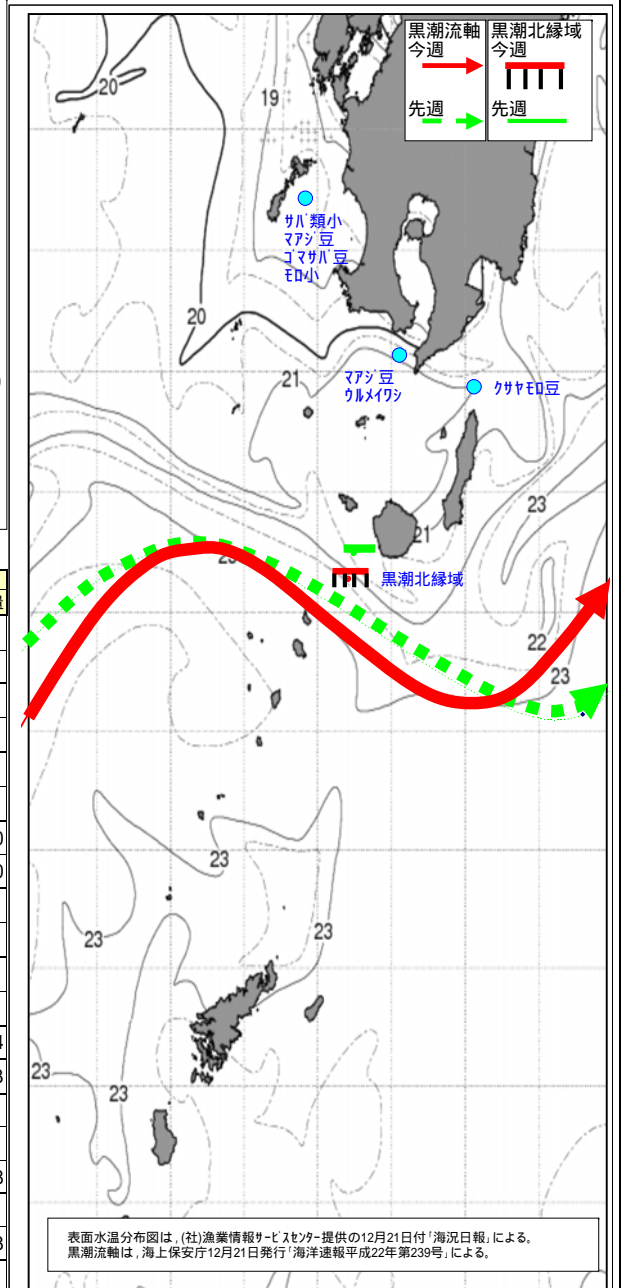 黒潮流軸
今週
先週
黒潮北縁域
今週
先週
20
19
サバ類小
マアジ豆
ゴマサバ豆
モロ小
20
21
マアジ豆
ウルメイワシ
クサヤモロ豆
23
21
黒潮北縁域
22
23
23
23
23
23
23
表面水温分布図は,(社)漁業情報サービスセンター提供の12月21日付「海況日報」による。
黒潮流軸は,海上保安庁12月21日発行「海洋速報平成22年第239号」による。